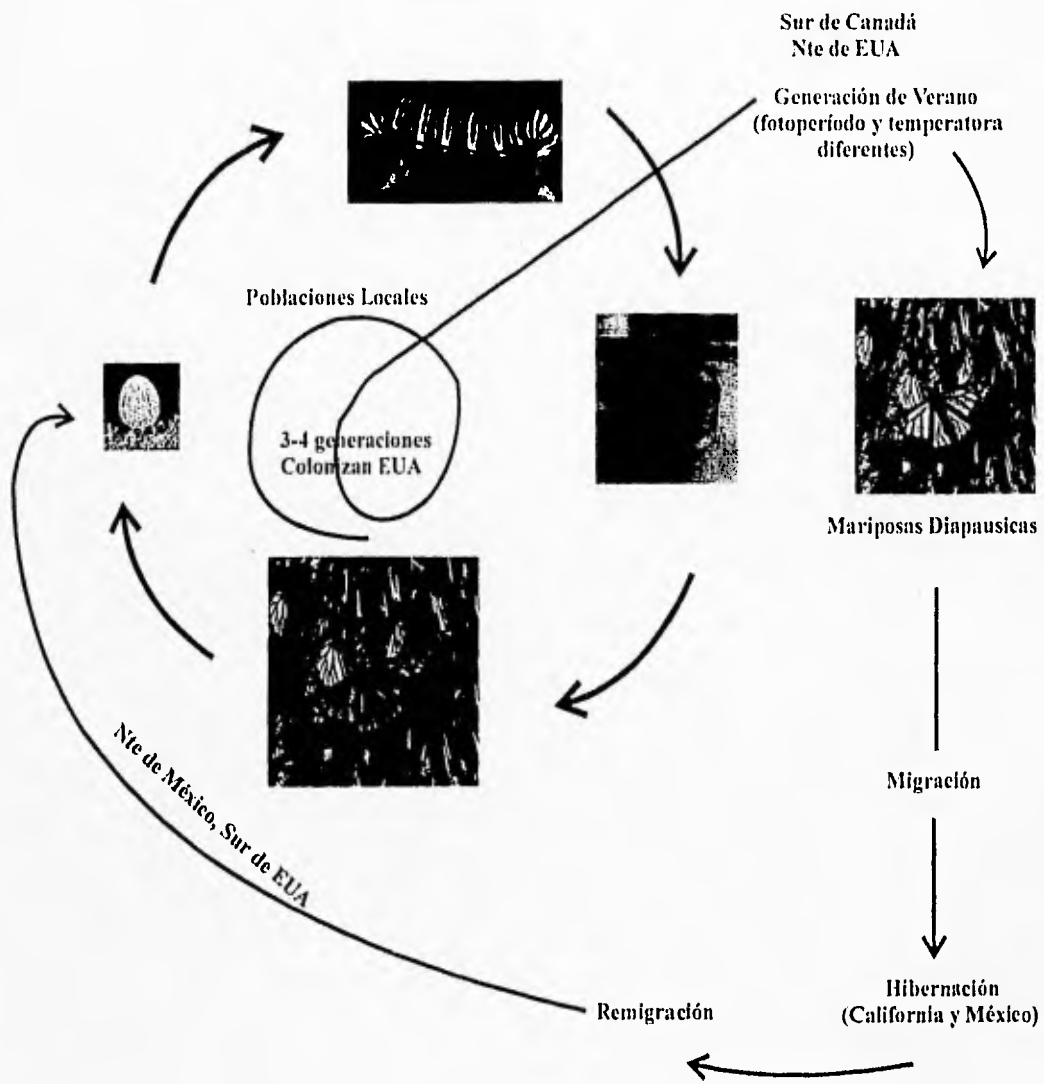 Sur de Canadá
Nte de EUA
Generación de Verano
(fotoperíodo y temperatura
diferentes)
Poblaciones Locales
3-4 generaciones
Colonizan EUA
Mariposas Diapausicas
Nte de México, Sur de EUA
Migración
Hibernación
(California y México)
Remigración